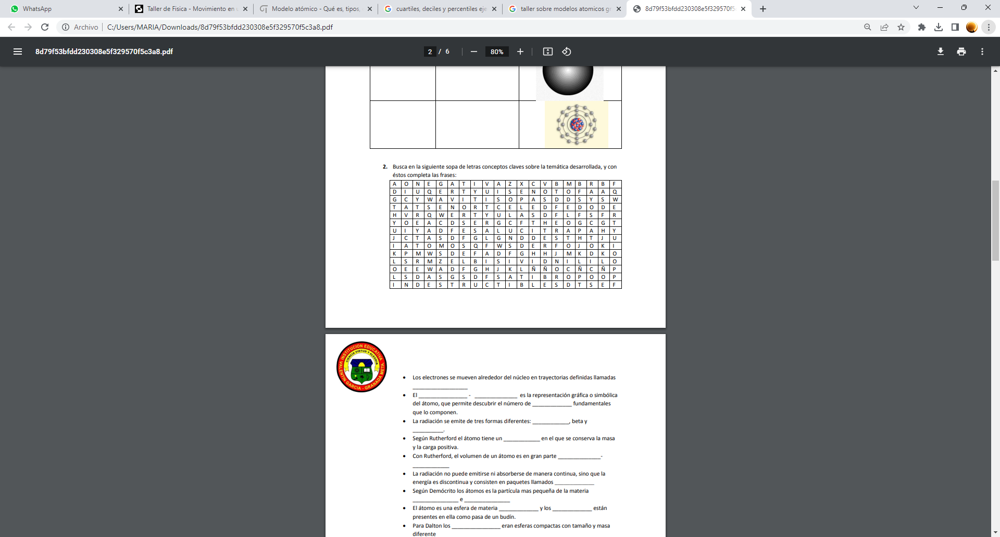 WhatsApp
Taller de Fisica - Movimiento en
Modelo atómico - Qué es, tipos,
cuartiles, deciles y percentiles eje
taller sobre modelos atomicos gr
8d79f53bfdd230308e5f329570f5
Archivo
C:/Users/MARIA/Downloads/8d79f53bfdd230308e5f329570f5c3a8.pdf
8d79f53bfdd230308e5f329570f5c3a8.pdf
2 / 6
80%
2. Busca en la siguiente sopa de letras conceptos claves sobre la temática desarrollada, y con
éstos completa las frases:
A O N E G A T I V A Z X C V B M B R B F
D I U Q E R T Y U I S E N O T O F A A Q
G C Y W A V I T I S O P A S D D S Y S W
T A T S E N O R T C E L E D F E D O D E
H V R Q W E R T Y U L A S D F L F S F R
Y O E A C D S E R G C F T H E O G C G T
U I Y A D F E S A L U C I T R A P A H Y
J C T A S D F G L G N D D E S T H T J U
I A T O M O S Q F W S D E R F O J O K I
K P M W S D E F A D F G H H J M K D K O
L S R M Z E L B I S I V I D N I L I L O
O E E W A D F G H J K L Ñ Ñ O C Ñ C Ñ P
L S D A S G S D F S A T I B R O P O O P
I N D E S T R U C T I B L E S D T S E F
INSTITUCION EDUCATIVA
CIENCIA VIRTUD Y ALEGRIA
VALENTIN GARCIA - GRANADA META
• Los electrones se mueven alrededor del núcleo en trayectorias definidas llamadas
__________________
• El ________________ - ______________ es la representación gráfica o simbólica
del átomo, que permite descubrir el número de _____________ fundamentales
que lo componen.
• La radiación se emite de tres formas diferentes: ____________, beta y
__________.
• Según Rutherford el átomo tiene un ____________ en el que se conserva la masa
y la carga positiva.
• Con Rutherford, el volumen de un átomo es en gran parte ______________-
____________
• La radiación no puede emitirse ni absorberse de manera continua, sino que la
energía es discontinua y consisten en paquetes llamados _____________
• Según Demócrito los átomos es la partícula mas pequeña de la materia
_______________ e _______________
• El átomo es una esfera de materia _____________ y los _____________ están
presentes en ella como pasa de un budín.
• Para Dalton los ________________ eran esferas compactas con tamaño y masa
diferente